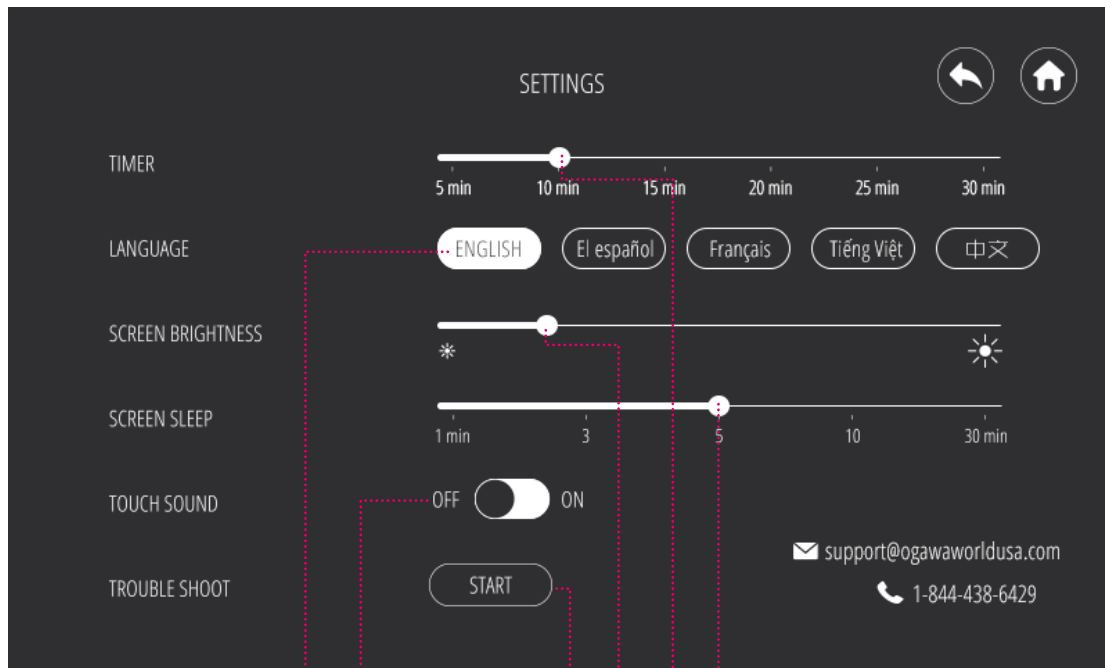 SETTINGS
TIMER
5 min 10 min 15 min 20 min 25 min 30 min
LANGUAGE ENGLISH El español Français Tiếng Việt 中文
SCREEN BRIGHTNESS
SCREEN SLEEP
1 min 3 5 10 30 min
TOUCH SOUND OFF ON
support@ogawaworldusa.com
TROUBLE SHOOT START 1-844-438-6429